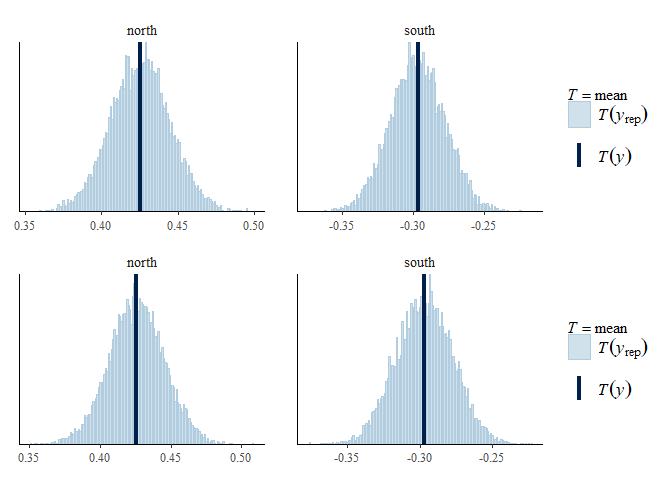 north
south
0.35 0.40 0.45 0.50
-0.35 -0.30 -0.25
T = mean
T(yrep)
T(y)
north
south
0.35 0.40 0.45 0.50
-0.35 -0.30 -0.25
T = mean
T(yrep)
T(y)